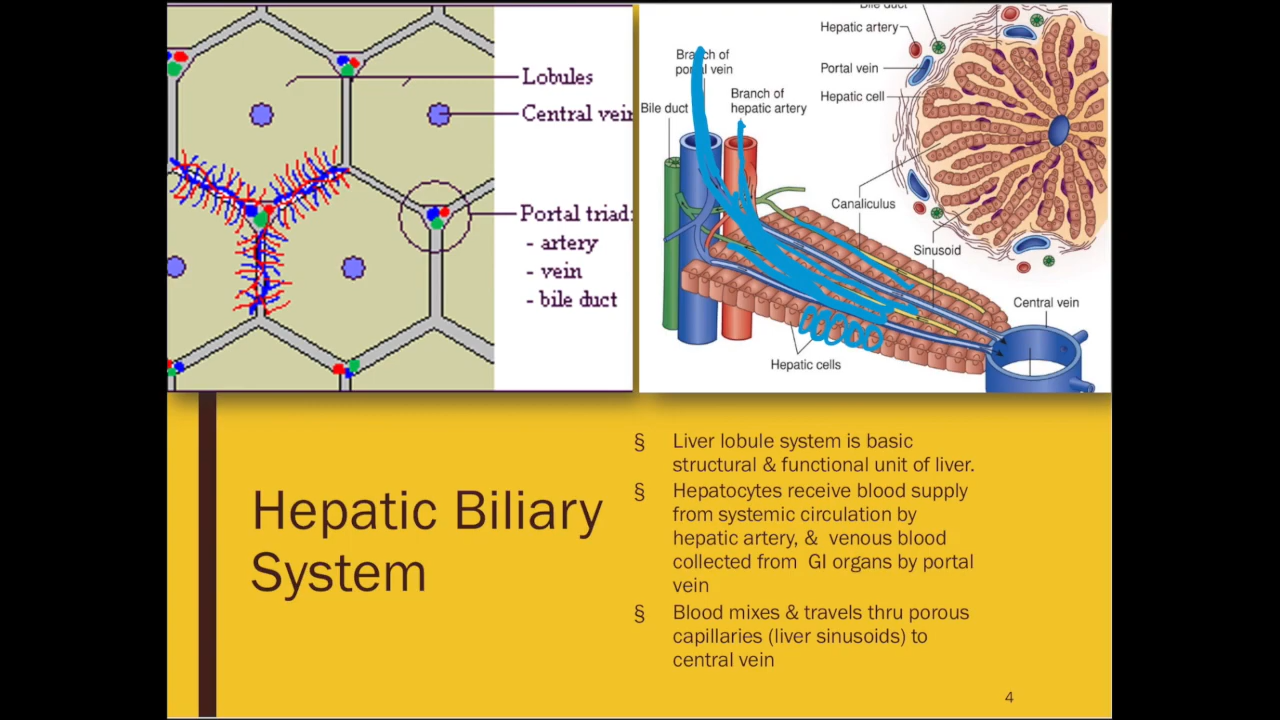 Lobules
Central vein
Portal triad:
- artery
- vein
- bile duct
Hepatic artery
Portal vein
Hepatic cell
Branch of
portal vein
Branch of
hepatic artery
Bile duct
Canaliculus
Sinusoid
Central vein
Hepatic cells
Hepatic Biliary
System
§ Liver lobule system is basic
structural & functional unit of liver.
§ Hepatocytes receive blood supply
from systemic circulation by
hepatic artery, & venous blood
collected from GI organs by portal
vein
§ Blood mixes & travels thru porous
capillaries (liver sinusoids) to
central vein
4